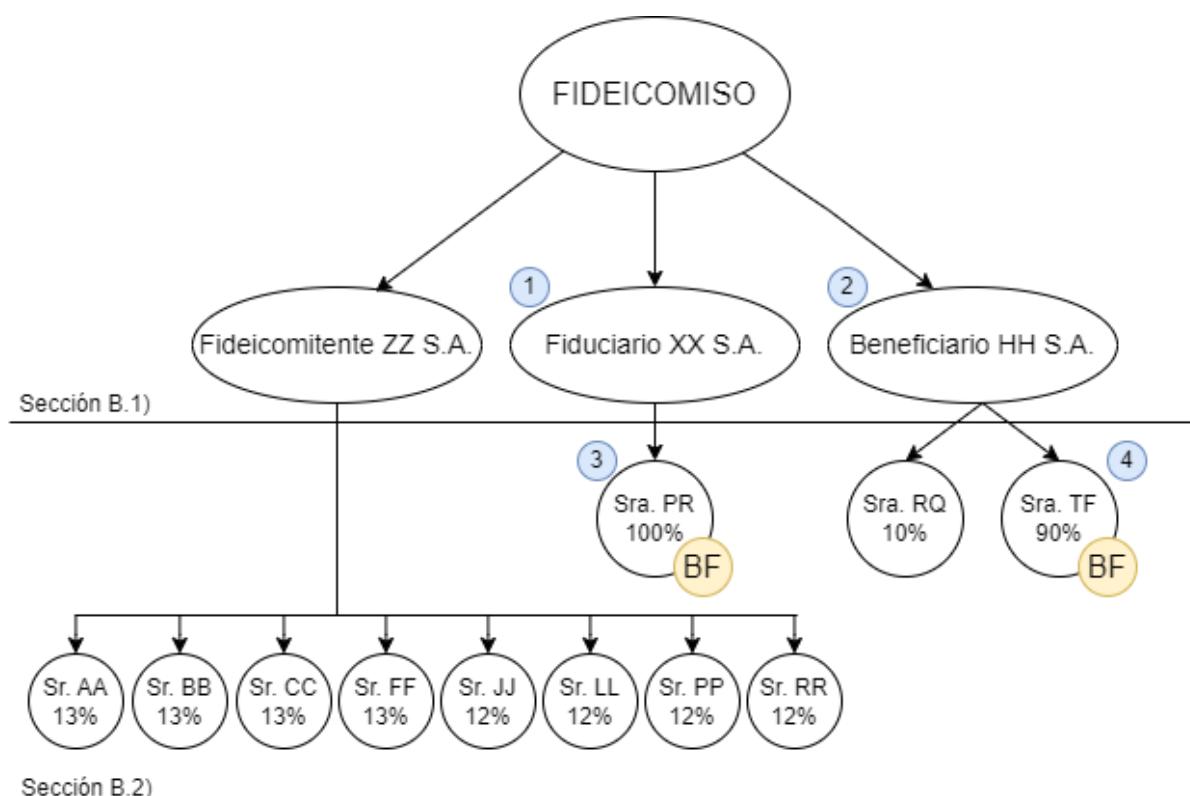 FIDEICOMISO
1
2
Fideicomitente ZZ S.A.
Fiduciario XX S.A.
Beneficiario HH S.A.
Sección B.1)
3
4
Sra. PR
100%
BF
Sra. RQ
10%
Sra. TF
90%
BF
Sr. AA
13%
Sr. BB
13%
Sr. CC
13%
Sr. FF
13%
Sr. JJ
12%
Sr. LL
12%
Sr. PP
12%
Sr. RR
12%
Sección B.2)